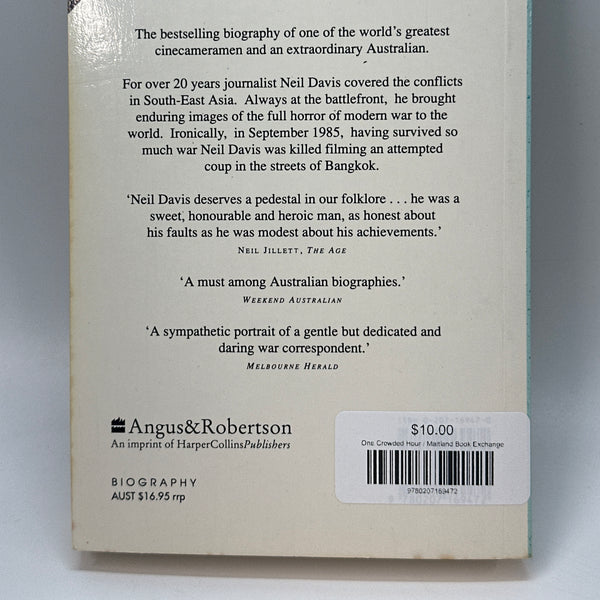 The bestselling biography of one of the world's greatest
cinecameramen and an extraordinary Australian.
For over 20 years journalist Neil Davis covered the conflicts
in South-East Asia. Always at the battlefront, he brought
enduring images of the full horror of modern war to the
world. Ironically, in September 1985, having survived so
much war Neil Davis was killed filming an attempted
coup in the streets of Bangkok.
'Neil Davis deserves a pedestal in our folklore . . . he was a
sweet, honourable and heroic man, as honest about
his faults as he was modest about his achievements.'
NEIL JILLETT, THE AGE
'A must among Australian biographies.'
WEEKEND AUSTRALIAN
'A sympathetic portrait of a gentle but dedicated and
daring war correspondent.'
MELBOURNE HERALD
Angus&Robertson
An imprint of HarperCollinsPublishers
BIOGRAPHY
AUST $16.95 rrp
$10.00
One Crowded Hour / Maitland Book Exchange
9780207169472